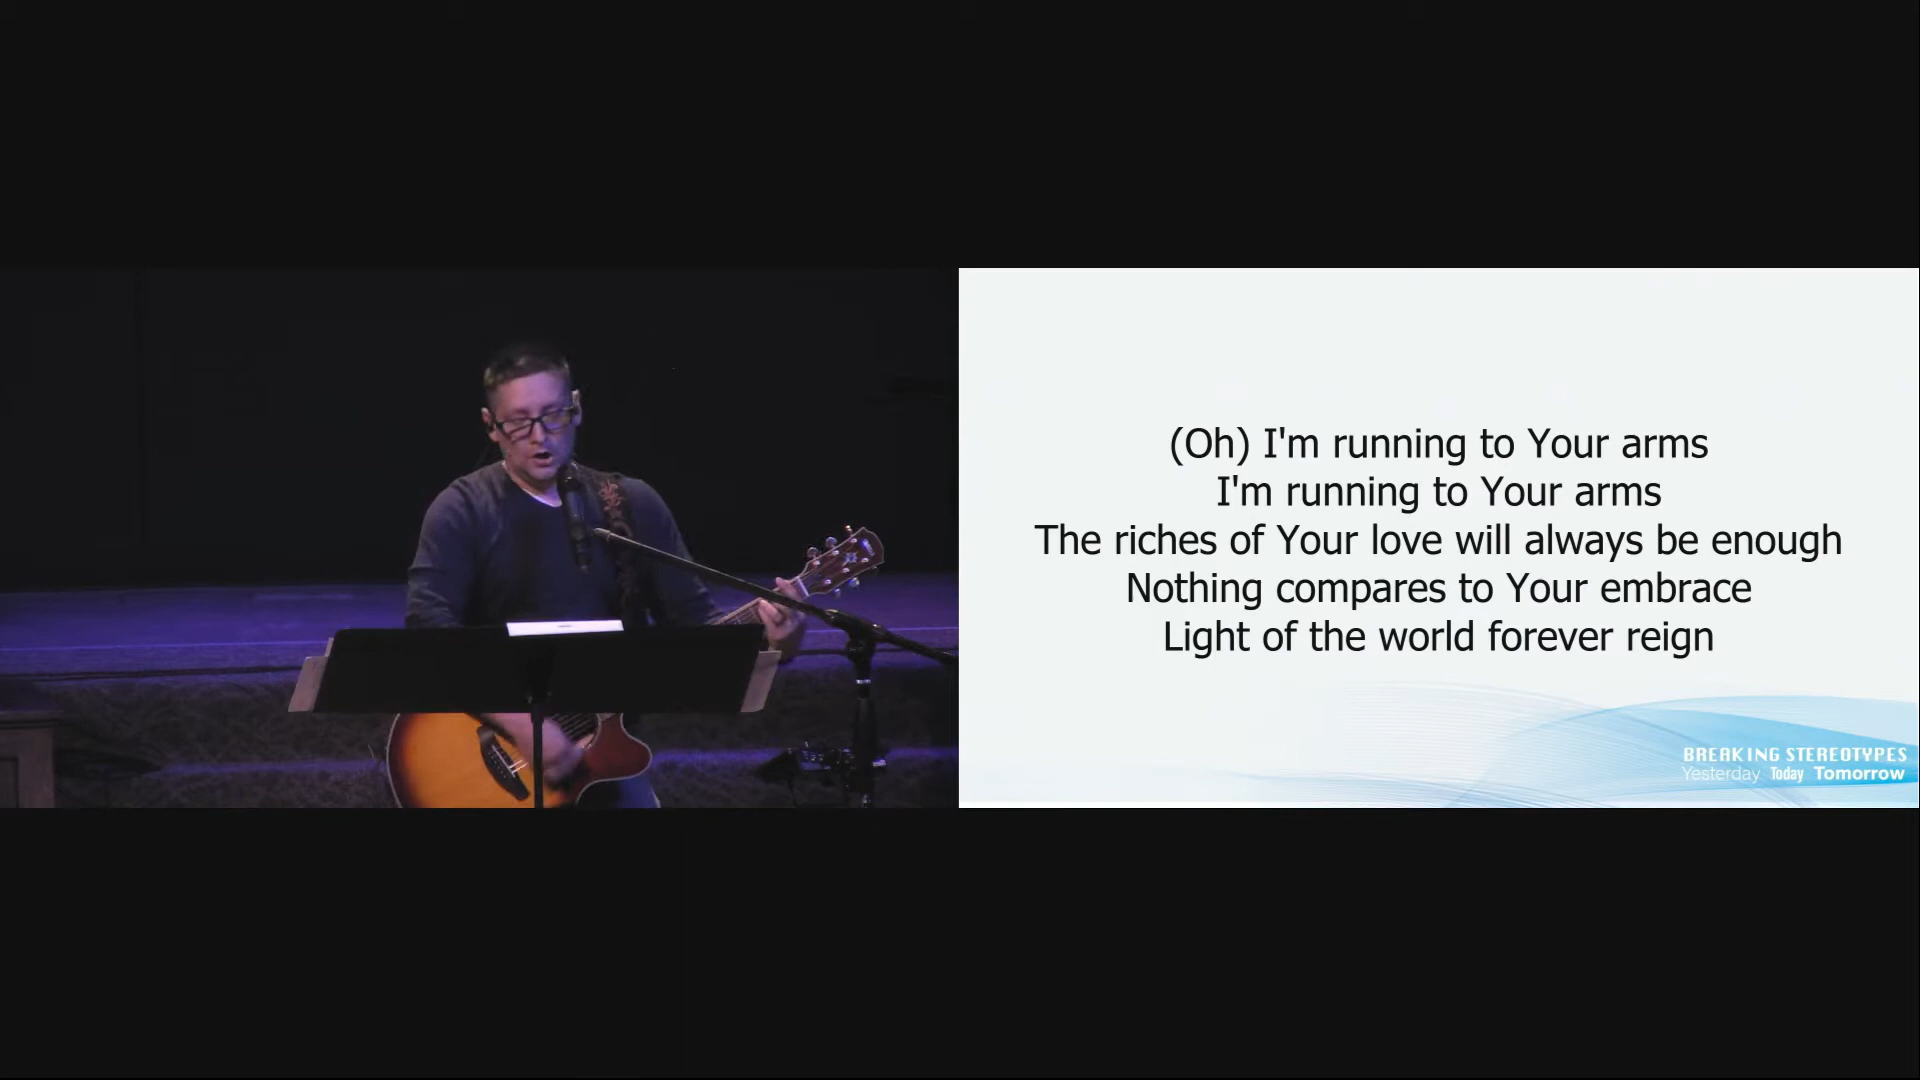 (Oh) I'm running to Your arms
I'm running to Your arms
The riches of Your love will always be enough
Nothing compares to Your embrace
Light of the world forever reign
BREAKING STEREOTYPES
Yesterday Today Tomorrow